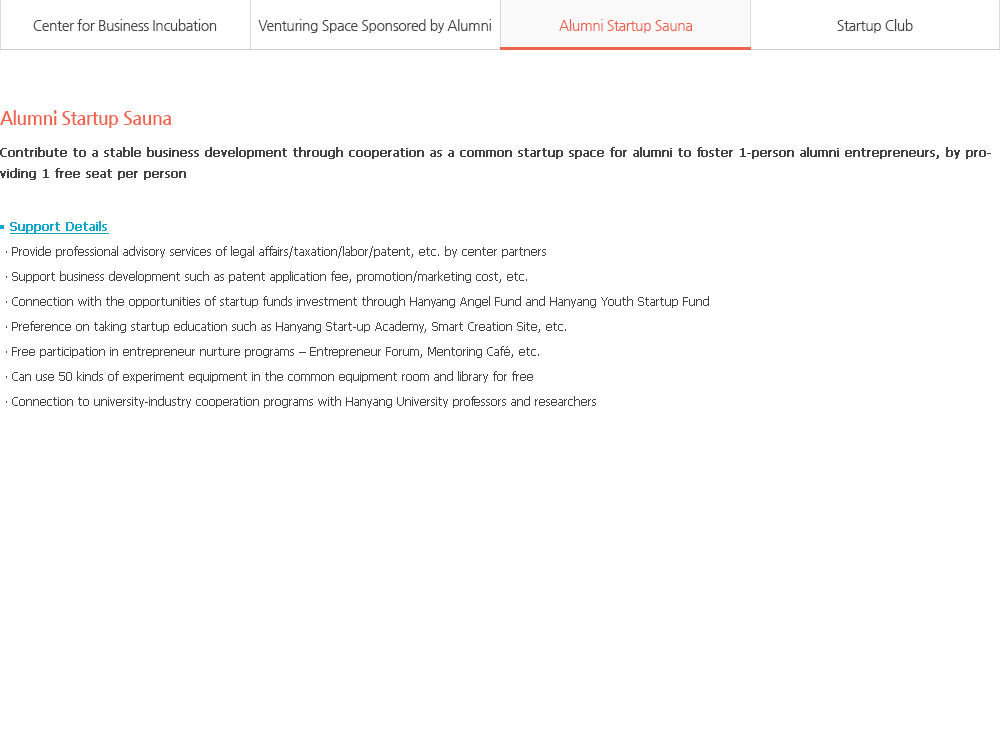 Center for Business Incubation
Venturing Space Sponsored by Alumni
Alumni Startup Sauna
Startup Club
Alumni Startup Sauna
Contribute to a stable business development through cooperation as a common startup space for alumni to foster 1-person alumni entrepreneurs, by pro-
viding 1 free seat per person
▪ Support Details
· Provide professional advisory services of legal affairs/taxation/labor/patent, etc. by center partners
· Support business development such as patent application fee, promotion/marketing cost, etc.
· Connection with the opportunities of startup funds investment through Hanyang Angel Fund and Hanyang Youth Startup Fund
· Preference on taking startup education such as Hanyang Start-up Academy, Smart Creation Site, etc.
· Free participation in entrepreneur nurture programs – Entrepreneur Forum, Mentoring Café, etc.
· Can use 50 kinds of experiment equipment in the common equipment room and library for free
· Connection to university-industry cooperation programs with Hanyang University professors and researchers